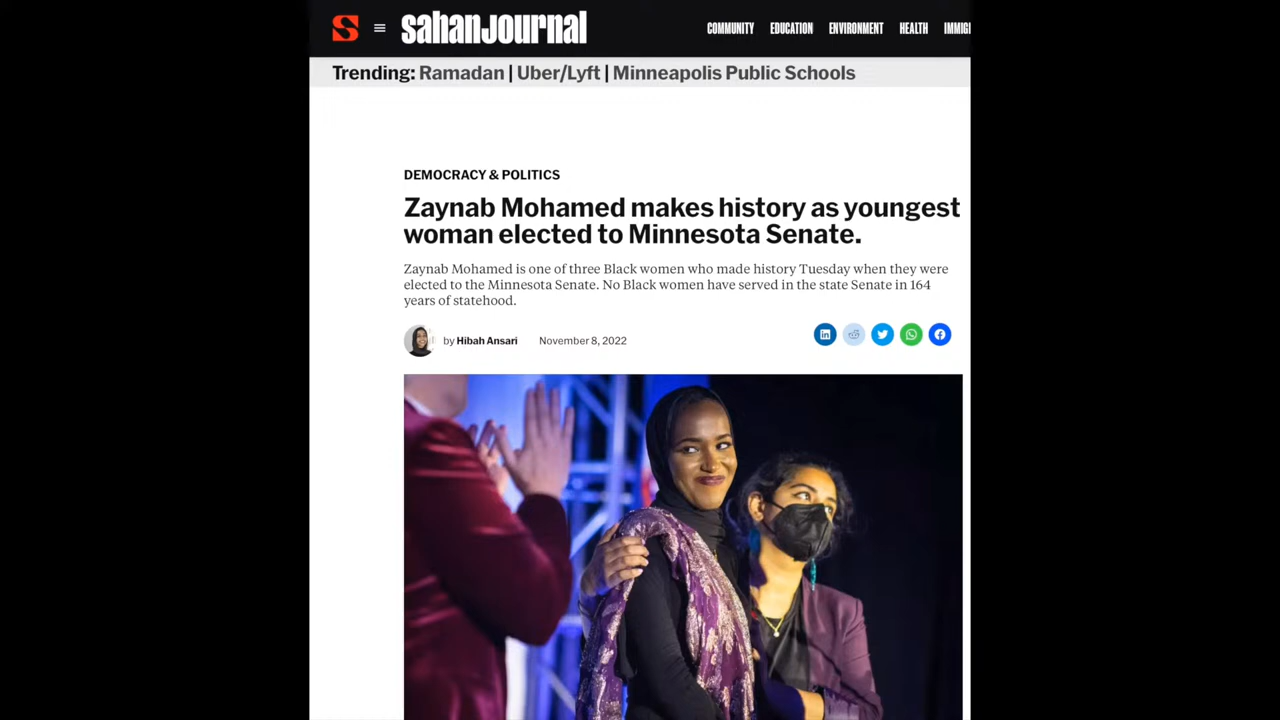 S sahanJournal COMMUNITY EDUCATION ENVIRONMENT HEALTH
Trending: Ramadan | Uber/Lyft | Minneapolis Public Schools
DEMOCRACY & POLITICS
Zaynab Mohamed makes history as youngest
woman elected to Minnesota Senate.
Zaynab Mohamed is one of three Black women who made history Tuesday when they were
elected to the Minnesota Senate. No Black women have served in the state Senate in 164
years of statehood.
by Hibah Ansari November 8, 2022